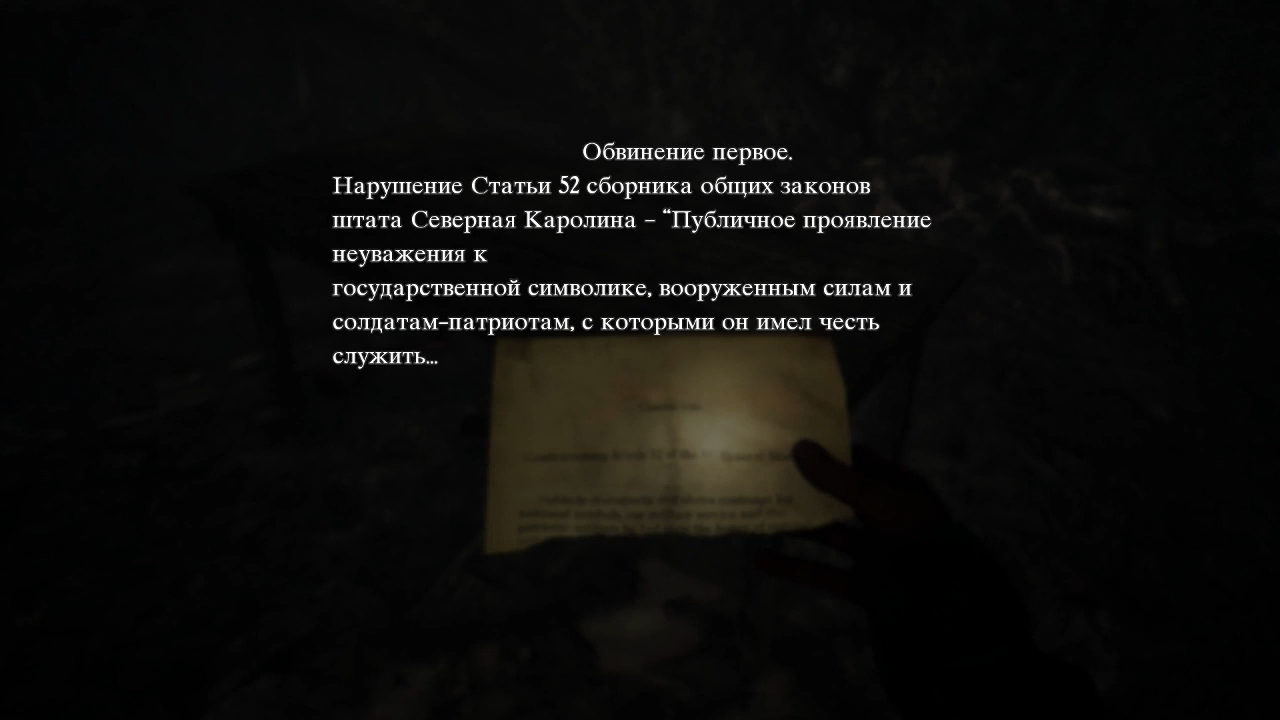 Обвинение первое.
Нарушение Статьи 52 сборника общих законов
штата Северная Каролина – “Публичное проявление
неуважения к
государственной символике, вооруженным силам и
солдатам-патриотам, с которыми он имел честь
служить...